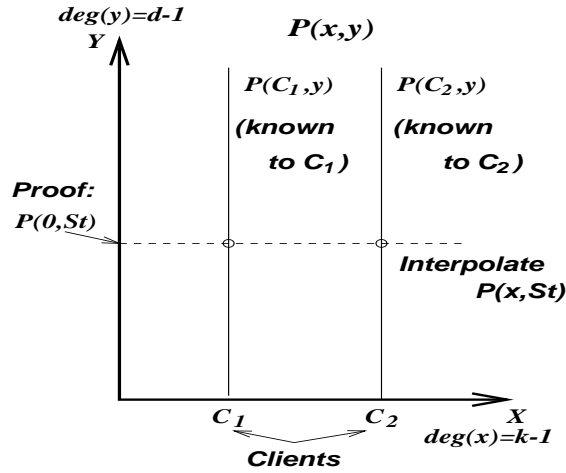 deg(y)=d-1
P(x,y)
Y
P(C1,y)
P(C2,y)
(known
to C1)
(known
to C2)
Proof:
P(0,St)
Interpolate
P(x,St)
C1
C2
X
deg(x)=k-1
Clients